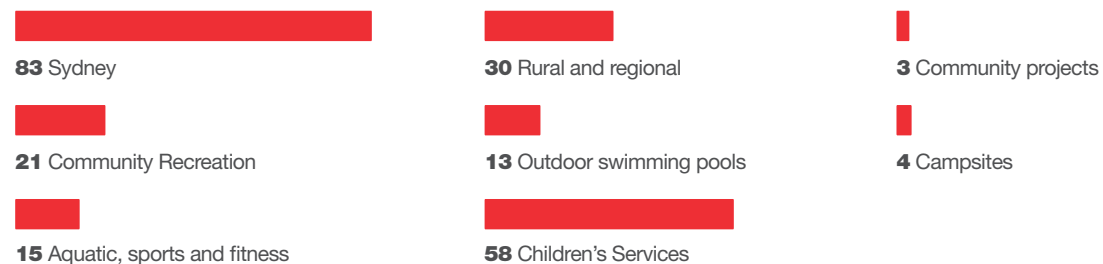 83 Sydney
30 Rural and regional
3 Community projects
21 Community Recreation
13 Outdoor swimming pools
4 Campsites
15 Aquatic, sports and fitness
58 Children's Services